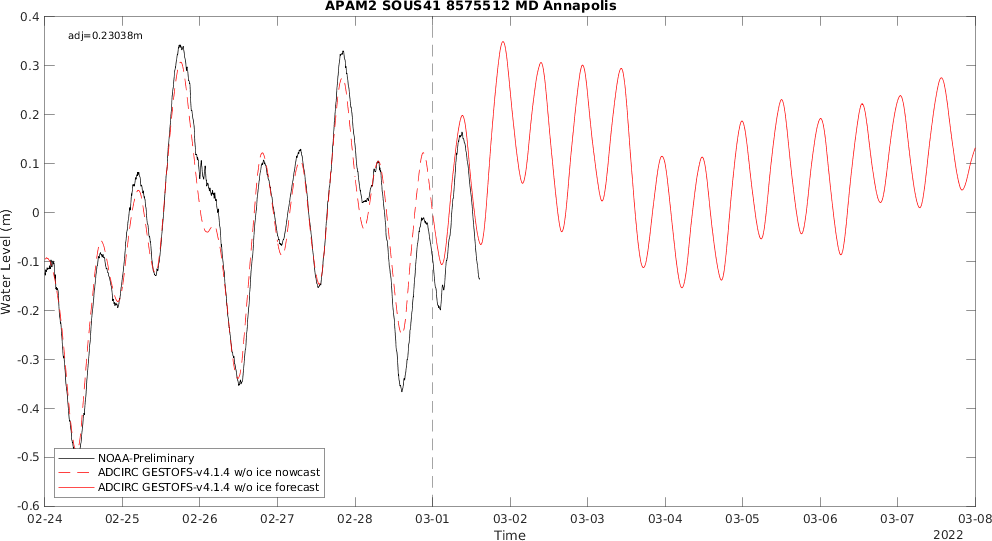 APAM2 SOUS41 8575512 MD Annapolis
adj=0.23038m
0.4
0.3
0.2
0.1
0
-0.1
-0.2
-0.3
-0.4
-0.5
-0.6
Water Level (m)
NOAA-Preliminary
ADCIRC GESTOFS-v4.1.4 w/o ice nowcast
ADCIRC GESTOFS-v4.1.4 w/o ice forecast
02-24 02-25 02-26 02-27 02-28 03-01 03-02 03-03 03-04 03-05 03-06 03-07 03-08
Time
2022